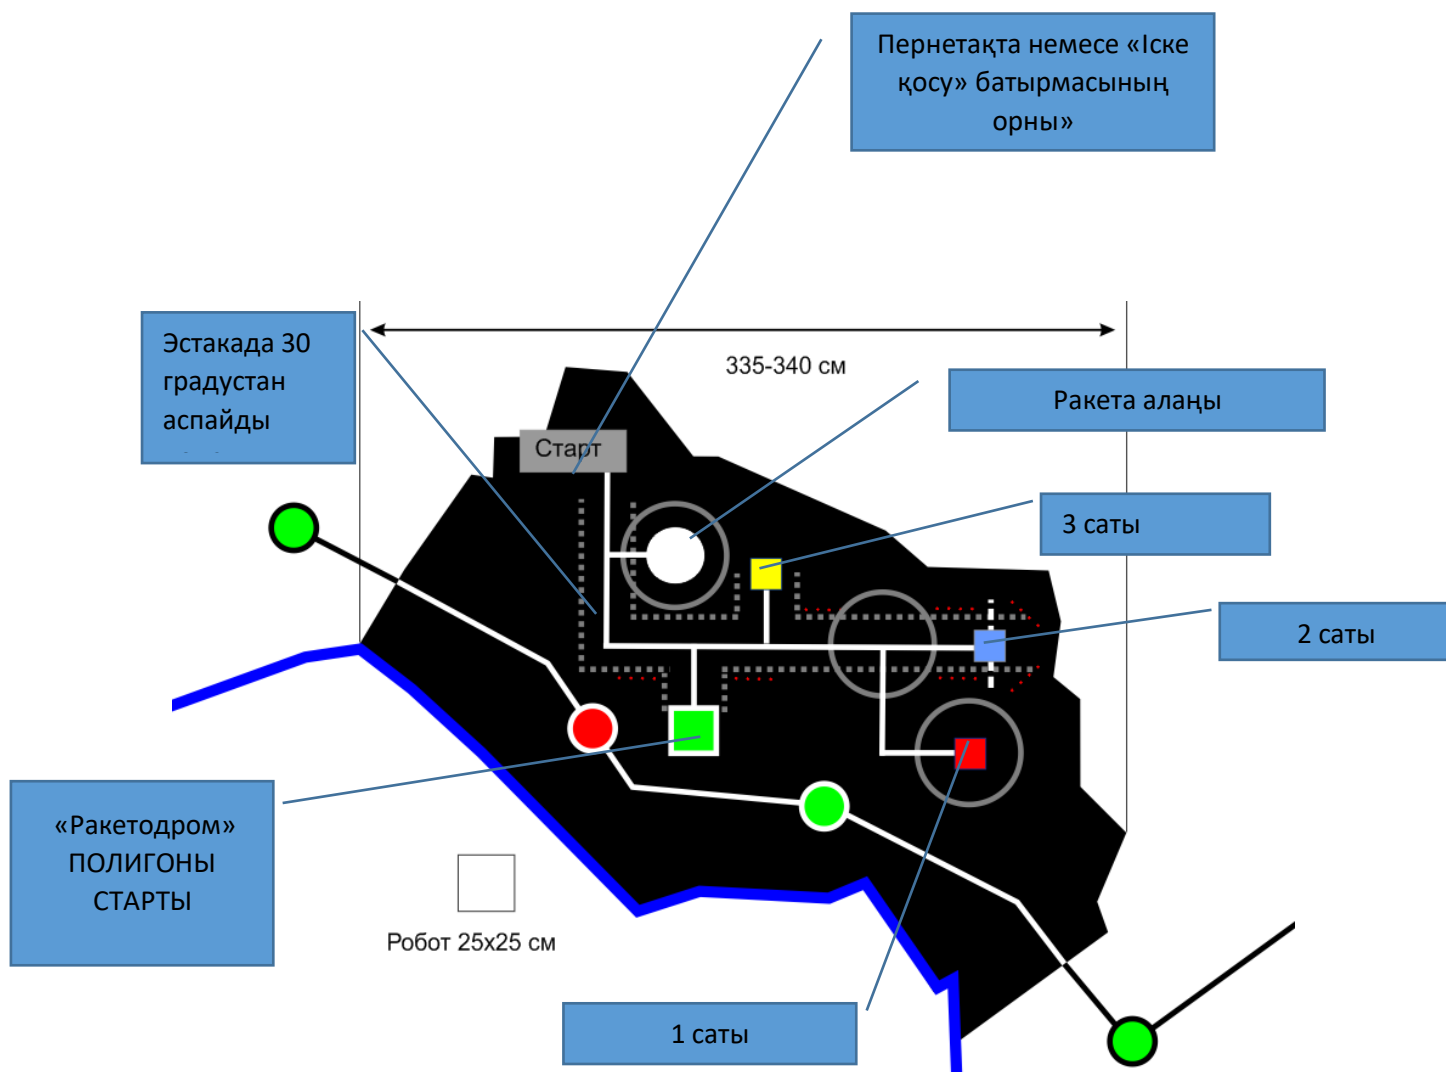 Пернетақта немесе «Іске
қосу» батырмасының
орны»
Эстакада 30
градустан
аспайды
335-340 см
Ракета алаңы
Старт
3 саты
2 саты
«Ракетодром»
ПОЛИГОНЫ
СТАРТЫ
Робот 25х25 см
1 саты